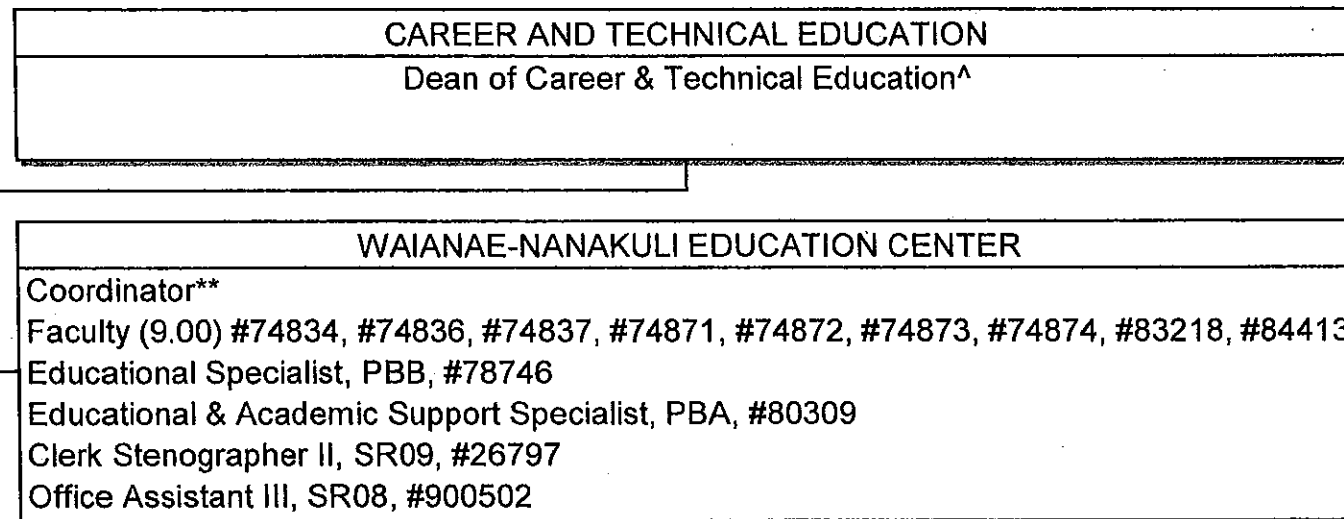 CAREER AND TECHNICAL EDUCATION
Dean of Career & Technical Education^
WAIANAE-NANAKULI EDUCATION CENTER
Coordinator**
Faculty (9.00) #74834, #74836, #74837, #74871, #74872, #74873, #74874, #83218, #84413
Educational Specialist, PBB, #78746
Educational & Academic Support Specialist, PBA, #80309
Clerk Stenographer II, SR09, #26797
Office Assistant III, SR08, #900502